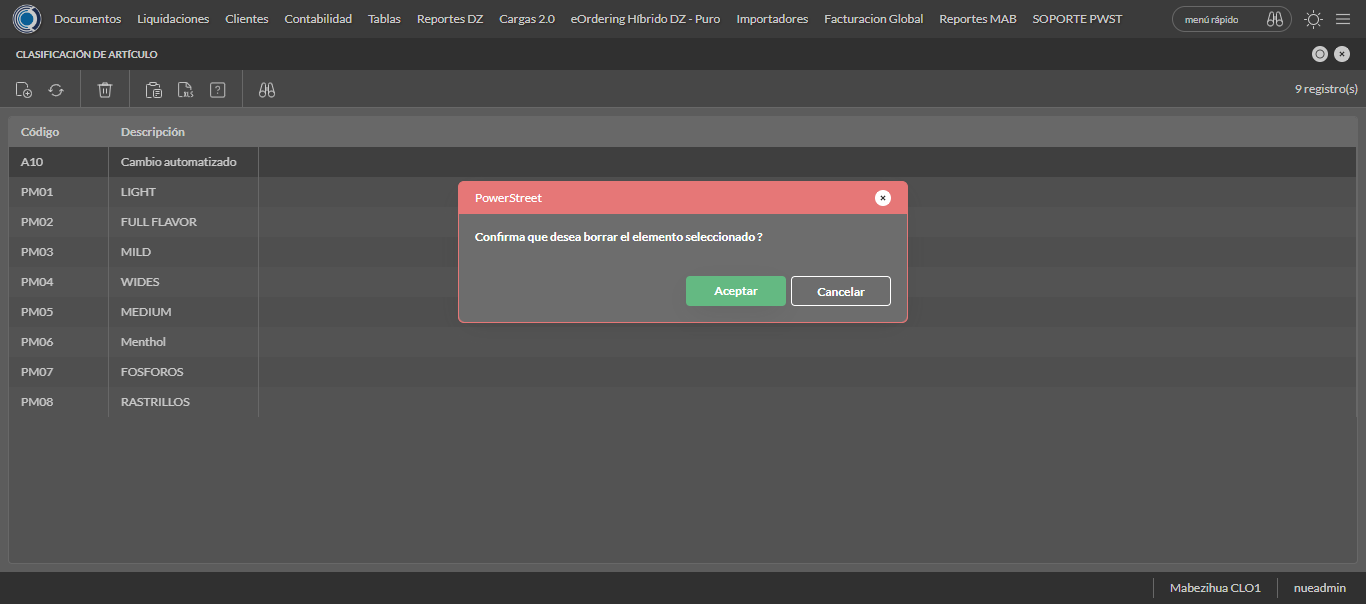 Documentos Liquidaciones Clientes Contabilidad Tablas Reportes DZ Cargas 2.0 eOrdering Híbrido DZ - Puro Importadores Facturacion Global Reportes MAB SOPORTE PWST menú rápido
CLASIFICACIÓN DE ARTÍCULO
XLS ? 9 registro(s)
Código Descripción
A10 Cambio automatizado
PM01 LIGHT
PM02 FULL FLAVOR
PM03 MILD
PM04 WIDES
PM05 MEDIUM
PM06 Menthol
PM07 FOSFOROS
PM08 RASTRILLOS
PowerStreet
Confirma que desea borrar el elemento seleccionado ?
Aceptar Cancelar
Mabezihua CLO1 nueadmin